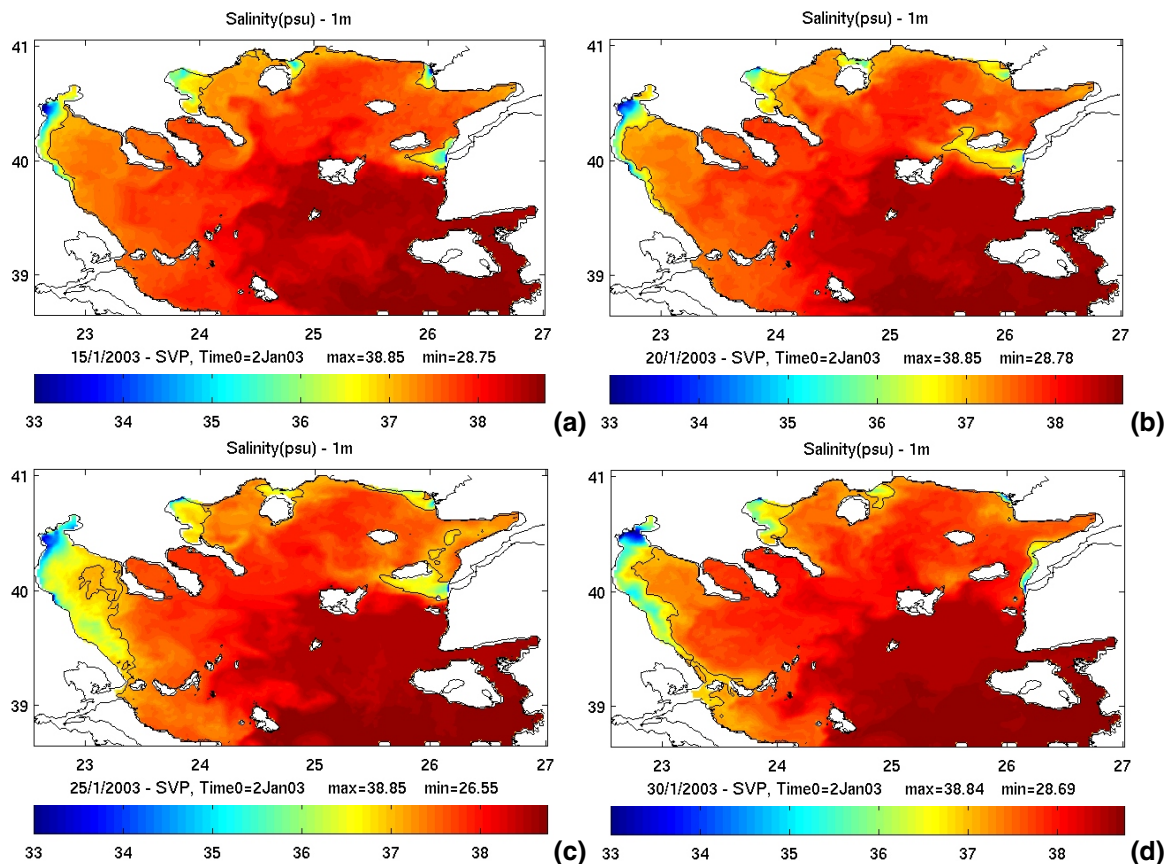 Salinity(psu) - 1m
41
40
39
23 24 25 26 27
15/1/2003 - SVP, Time0=2Jan03 max=38.85 min=28.75
33 34 35 36 37 38
(a)
Salinity(psu) - 1m
41
40
39
23 24 25 26 27
20/1/2003 - SVP, Time0=2Jan03 max=38.85 min=28.78
33 34 35 36 37 38
(b)
Salinity(psu) - 1m
41
40
39
23 24 25 26 27
25/1/2003 - SVP, Time0=2Jan03 max=38.85 min=26.55
33 34 35 36 37 38
(c)
Salinity(psu) - 1m
41
40
39
23 24 25 26 27
30/1/2003 - SVP, Time0=2Jan03 max=38.84 min=28.69
33 34 35 36 37 38
(d)